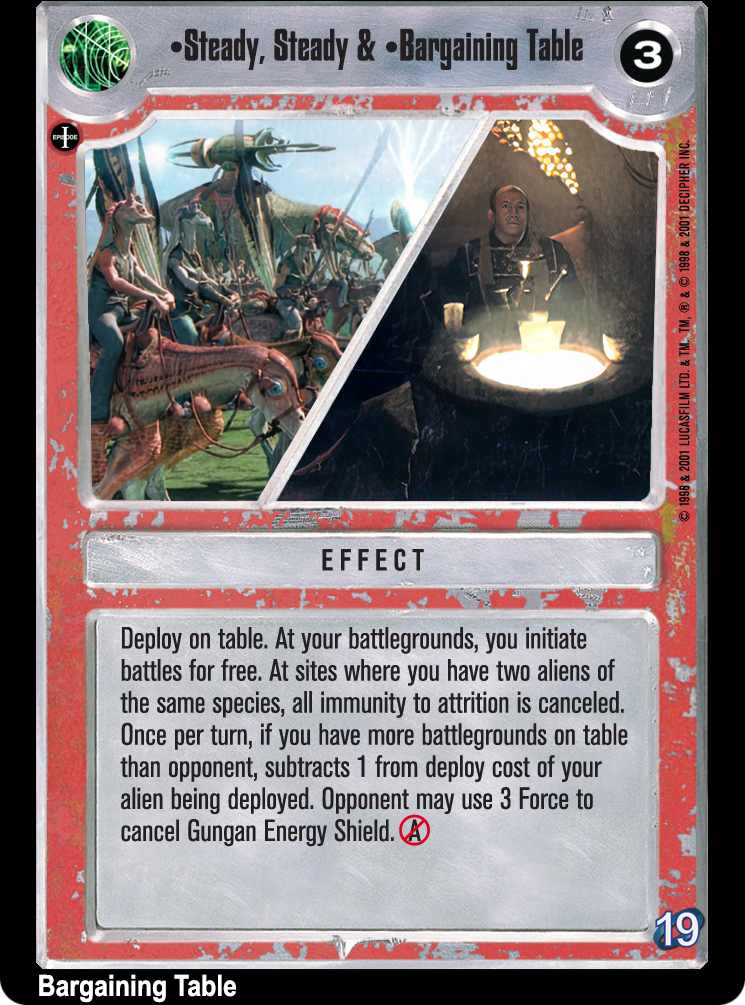 •Steady, Steady & •Bargaining Table
3
EPISODE
I
© 1998 & 2001 LUCASFILM LTD. & TM. TM, ® & © 1998 & 2001 DECIPHER INC.
EFFECT
Deploy on table. At your battlegrounds, you initiate
battles for free. At sites where you have two aliens of
the same species, all immunity to attrition is canceled.
Once per turn, if you have more battlegrounds on table
than opponent, subtracts 1 from deploy cost of your
alien being deployed. Opponent may use 3 Force to
cancel Gungan Energy Shield. A
19
Bargaining Table